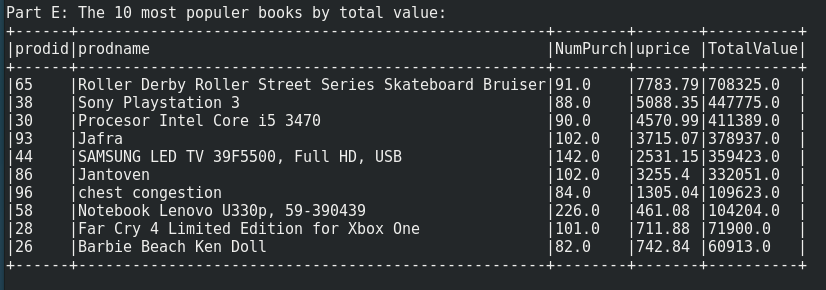 Part E: The 10 most populer books by total value:
+------+----------------------------------------------------+--------+-------+----------+
|prodid|prodname                                            |NumPurch|uprice |TotalValue|
+------+----------------------------------------------------+--------+-------+----------+
|65    |Roller Derby Roller Street Series Skateboard Bruiser|91.0    |7783.79|708325.0  |
|38    |Sony Playstation 3                                  |88.0    |5088.35|447775.0  |
|30    |Procesor Intel Core i5 3470                         |90.0    |4570.99|411389.0  |
|93    |Jafra                                               |102.0   |3715.07|378937.0  |
|44    |SAMSUNG LED TV 39F5500, Full HD, USB                |142.0   |2531.15|359423.0  |
|86    |Jantoven                                            |102.0   |3255.4 |332051.0  |
|96    |chest congestion                                    |84.0    |1305.04|109623.0  |
|58    |Notebook Lenovo U330p, 59-390439                    |226.0   |461.08 |104204.0  |
|28    |Far Cry 4 Limited Edition for Xbox One              |101.0   |711.88 |71900.0   |
|26    |Barbie Beach Ken Doll                               |82.0    |742.84 |60913.0   |
+------+----------------------------------------------------+--------+-------+----------+